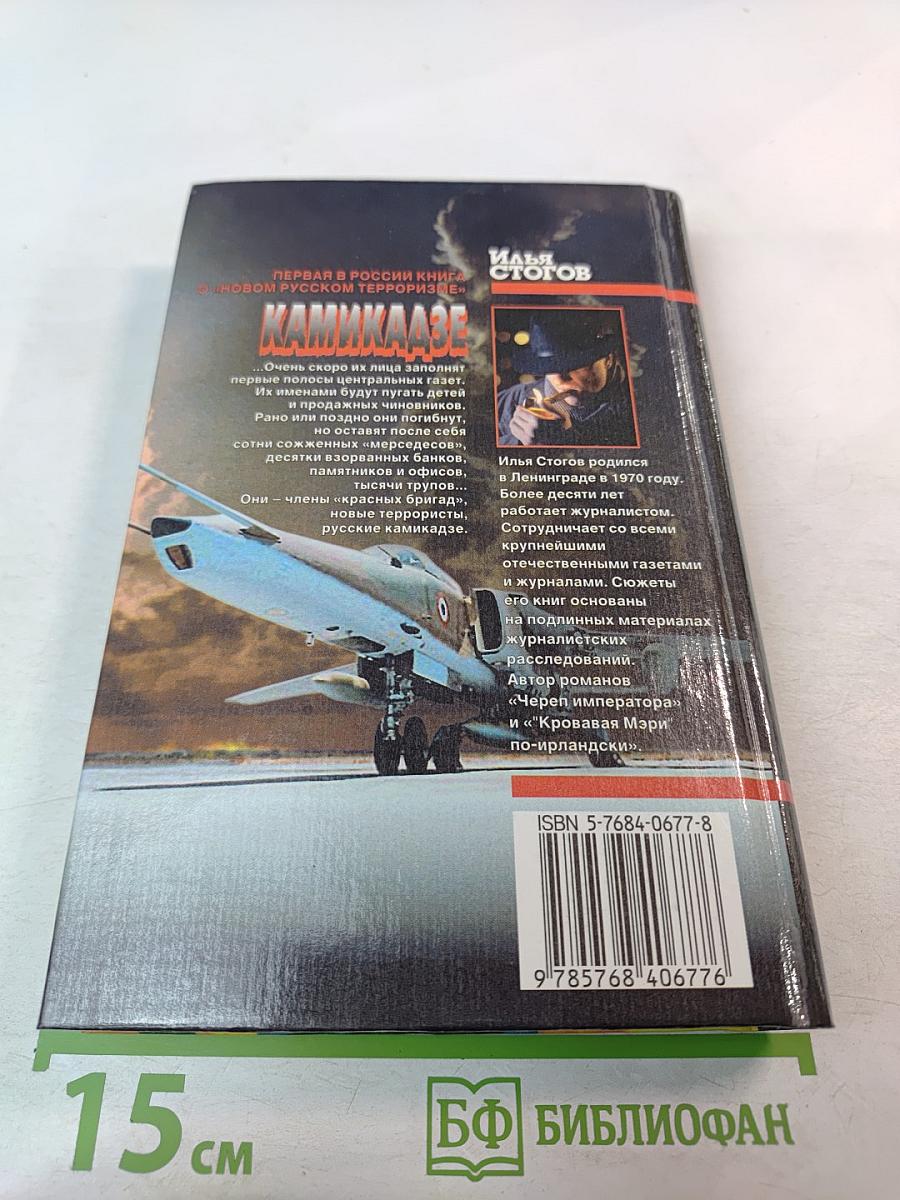 ПЕРВАЯ В РОССИИ КНИГА
О «НОВОМ РУССКОМ ТЕРРОРИЗМЕ»
КАМИКАДЗЕ
...Очень скоро их лица заполнят
первые полосы центральных газет.
Их именами будут пугать детей
и продажных чиновников.
Рано или поздно они погибнут,
но оставят после себя
сотни сожженных «мерседесов»,
десятки взорванных банков,
памятников и офисов,
тысячи трупов...
Они – члены «красных бригад»,
новые террористы,
русские камикадзе.
Илья
СТОГОВ
Илья Стогов родился
в Ленинграде в 1970 году.
Более десяти лет
работает журналистом.
Сотрудничает со всеми
крупнейшими
отечественными газетами
и журналами. Сюжеты
его книг основаны
на подлинных материалах
журналистских
расследований.
Автор романов
«Череп императора»
и «"Кровавая Мэри"
по-ирландски».
ISBN 5-7684-0677-8
9 785768 406776
15 см
БФ БИБЛИОФАН